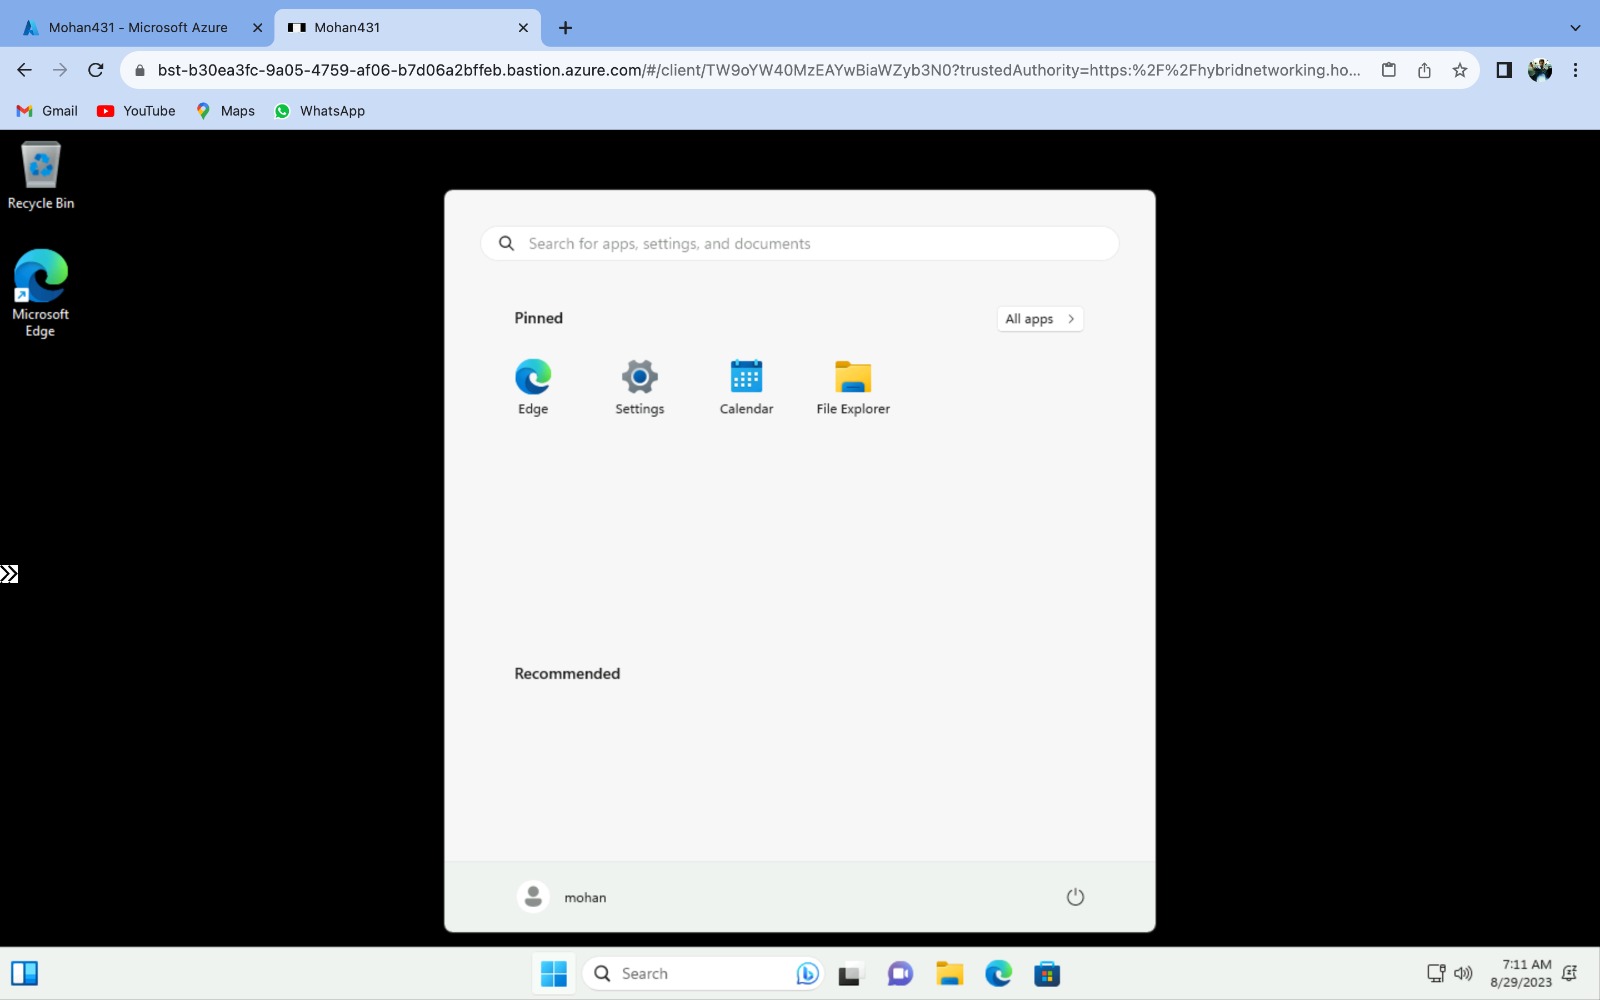 Mohan431 - Microsoft Azure
Mohan431
bst-b30ea3fc-9a05-4759-af06-b7d06a2bffeb.bastion.azure.com/#/client/TW9oYW40MzEAYwBiaWZyb3N0?trustedAuthority=https:%2F%2Fhybridnetworking.ho...
Gmail
YouTube
Maps
WhatsApp
Recycle Bin
Microsoft
Edge
Search for apps, settings, and documents
Pinned
All apps
Edge
Settings
Calendar
File Explorer
Recommended
mohan
Search
7:11 AM
8/29/2023